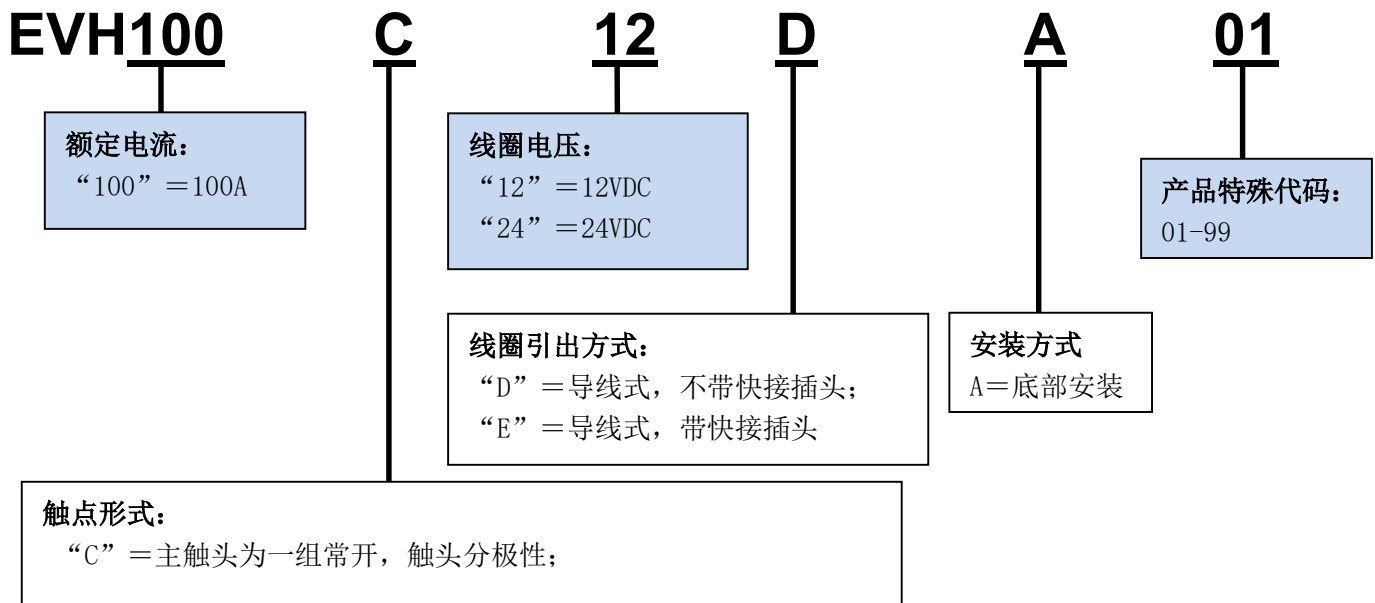 EVH100 C 12 D A 01
额定电流：
“100”＝100A
线圈电压：
“12”＝12VDC
“24”＝24VDC
产品特殊代码：
01-99
线圈引出方式：
“D”＝导线式，不带快接插头；
“E”＝导线式，带快接插头
安装方式
A＝底部安装
触点形式：
“C”＝主触头为一组常开，触头分极性；